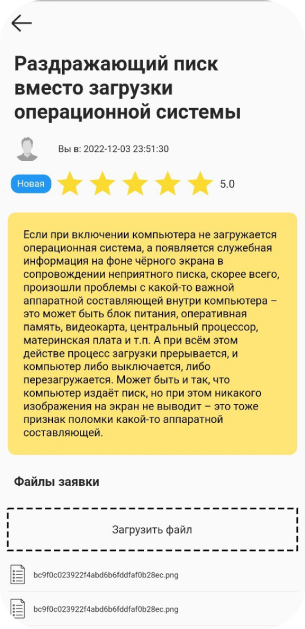 Раздражающий писк
вместо загрузки
операционной системы
Вы в: 2022-12-03 23:51:30
Новая
5.0
Если при включении компьютера не загружается
операционная система, а появляется служебная
информация на фоне чёрного экрана в
сопровождении неприятного писка, скорее всего,
произошли проблемы с какой-то важной
аппаратной составляющей внутри компьютера –
это может быть блок питания, оперативная
память, видеокарта, центральный процессор,
материнская плата и т.п. А при всём этом
действе процесс загрузки прерывается, и
компьютер либо выключается, либо
перезагружается. Может быть и так, что
компьютер издаёт писк, но при этом никакого
изображения на экран не выводит – это тоже
признак поломки какой-то аппаратной
составляющей.
Файлы заявки
Загрузить файл
bc9f0c023922f4abd6b6fddfaf0b28ec.png
bc9f0c023922f4abd6b6fddfaf0b28ec.png